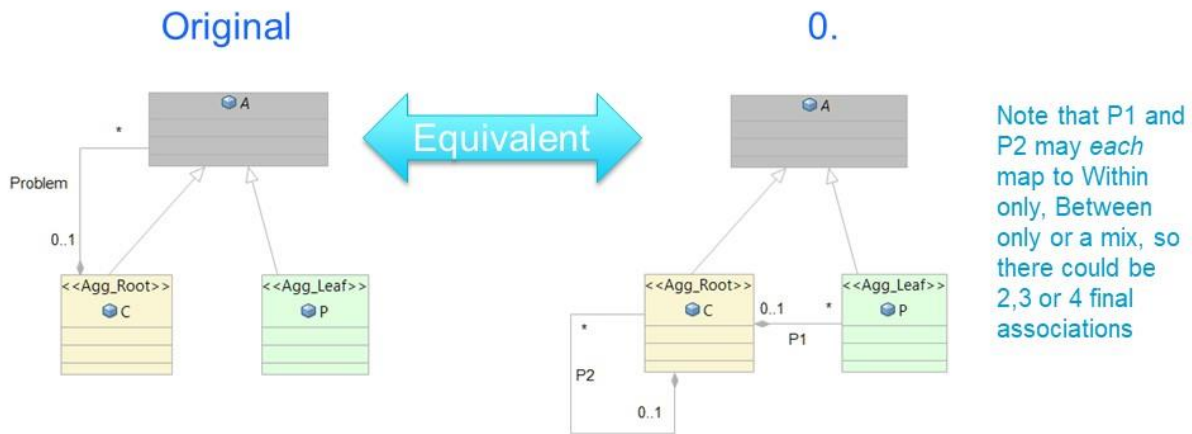 Original
0.
A
*
Problem
0..1
<<Agg_Root>>
C
<<Agg_Leaf>>
P
Equivalent
A
<<Agg_Root>>
C
0..1
*
P1
<<Agg_Leaf>>
P
*
P2
0..1
Note that P1 and
P2 may each
map to Within
only, Between
only or a mix, so
there could be
2,3 or 4 final
associations